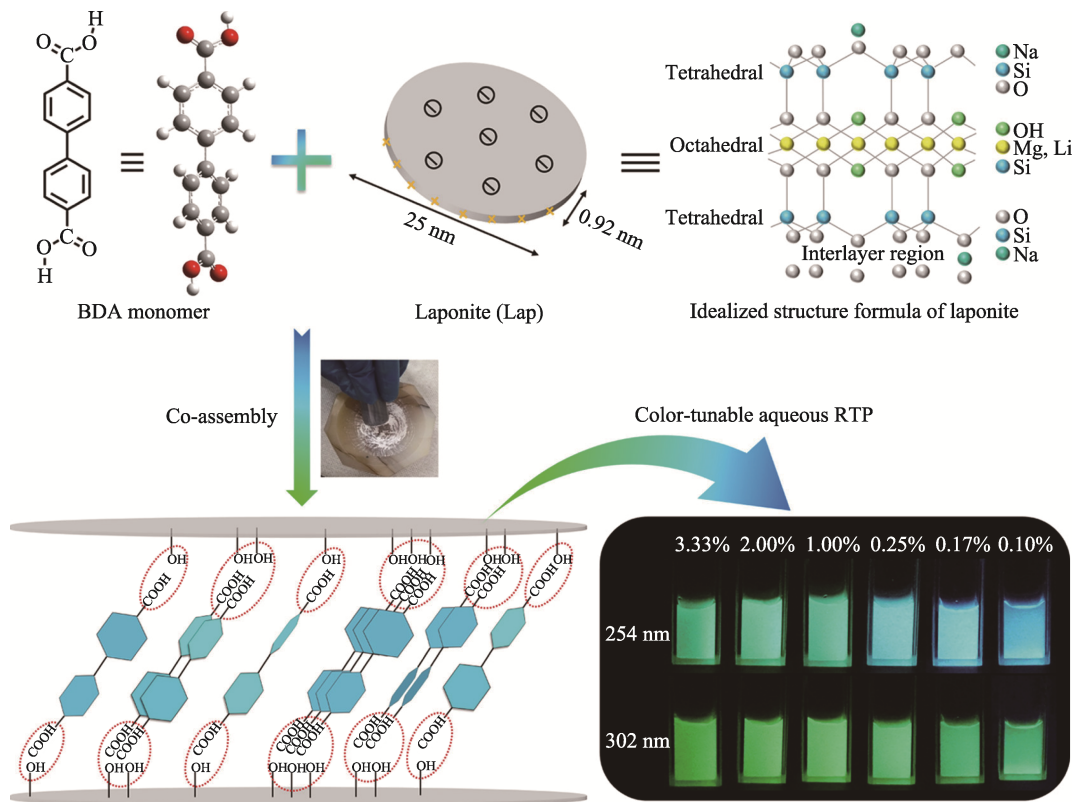 H
O
O
C
C
O
O
H
BDA monomer
25 nm
0.92 nm
Laponite (Lap)
Tetrahedral
Octahedral
Tetrahedral
Interlayer region
Na
Si
O
OH
Mg, Li
Si
O
Si
Na
Idealized structure formula of laponite
Co-assembly
Color-tunable aqueous RTP
OH
COOH
OHOH
COOH
COOH
OH
COOH
OHOHOH
COOH
COOH
COOH
OHOH
COOH
COOH
OH
COOH
COOH
OH
COOH
COOH
OHOH
COOH
OH
COOH
COOH
COOH
OHOHOH
COOH
COOH
OHOH
COOH
OH
3.33% 2.00% 1.00% 0.25% 0.17% 0.10%
254 nm
302 nm